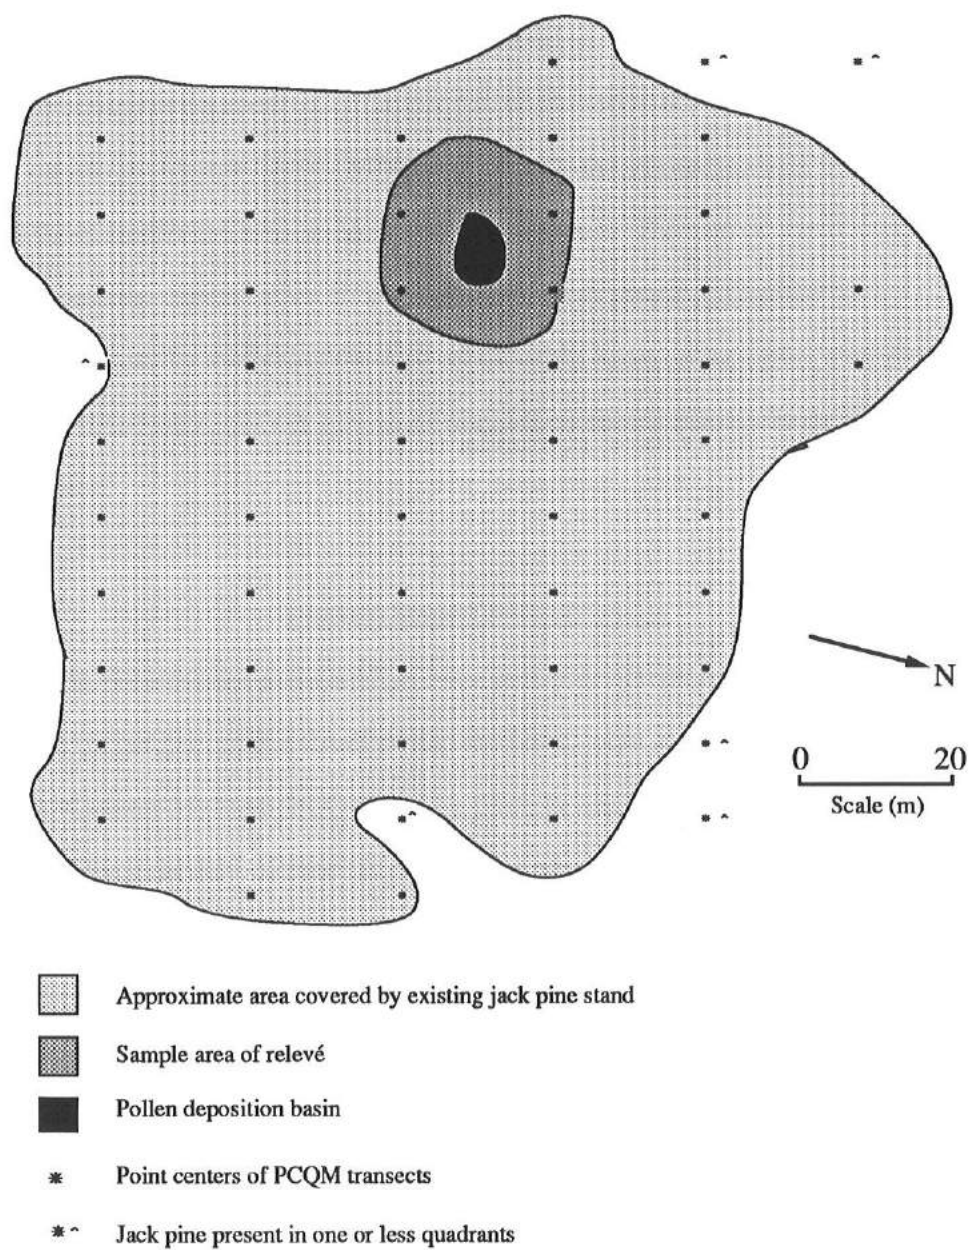 N
0 20
Scale (m)
Approximate area covered by existing jack pine stand
Sample area of relevé
Pollen deposition basin
* Point centers of PCQM transects
* ^ Jack pine present in one or less quadrants